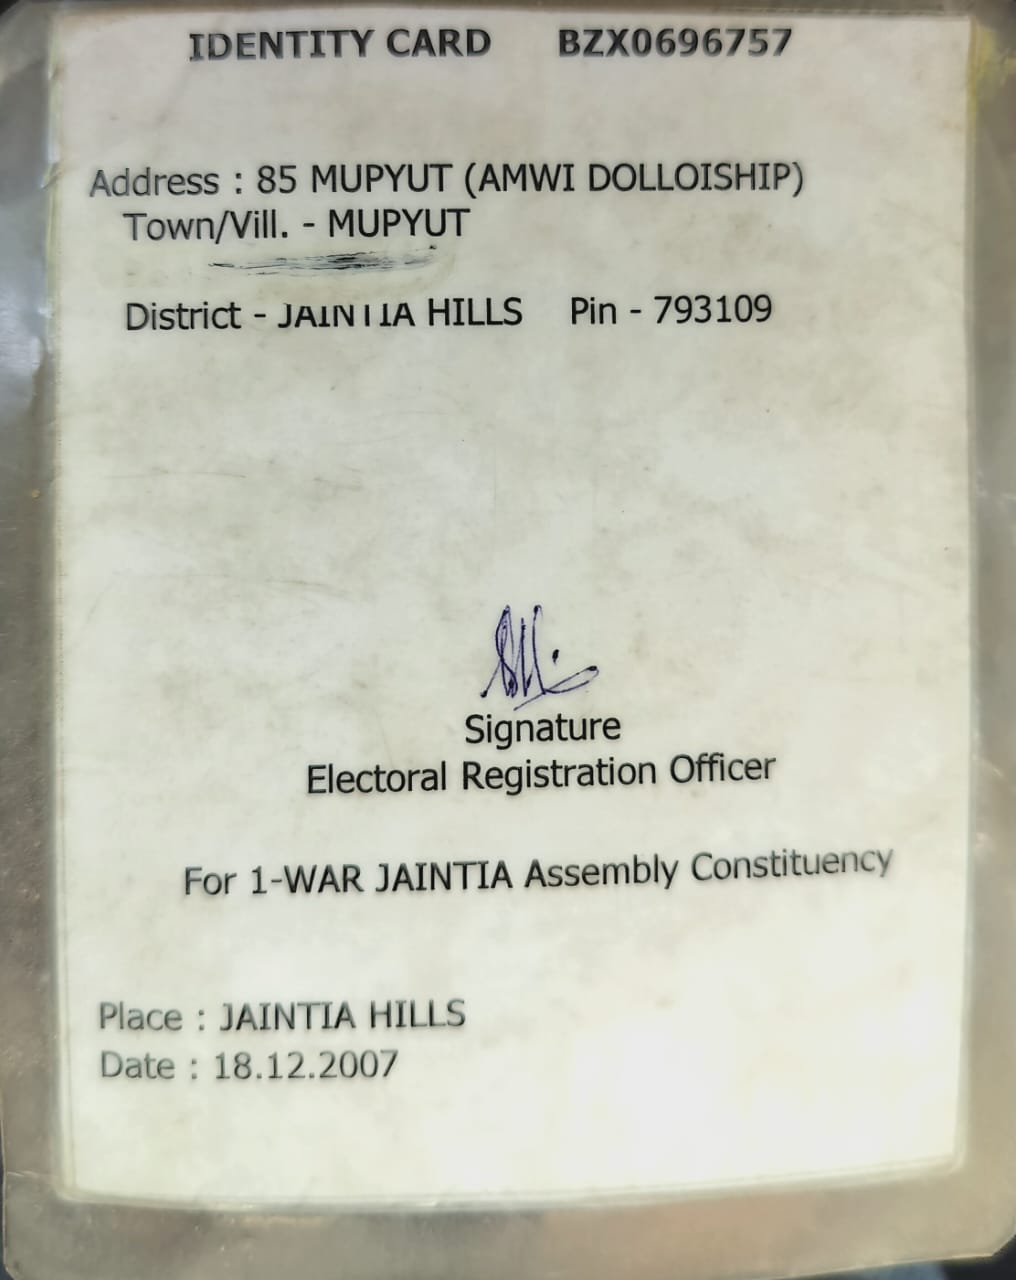 IDENTITY CARD BZX0696757
Address : 85 MUPYUT (AMWI DOLLOISHIP)
Town/Vill. - MUPYUT
District - JAINTIA HILLS Pin - 793109
Signature
Electoral Registration Officer
For 1-WAR JAINTIA Assembly Constituency
Place : JAINTIA HILLS
Date : 18.12.2007